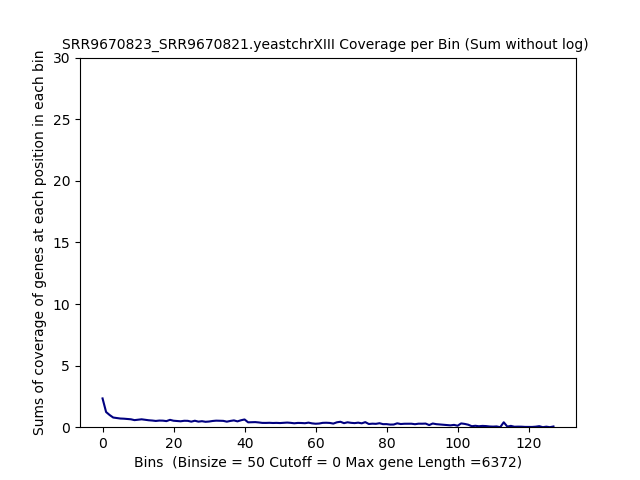 SRR9670823_SRR9670821.yeastchrXIII Coverage per Bin (Sum without log)
Sums of coverage of genes at each position in each bin
30
25
20
15
10
5
0
0 20 40 60 80 100 120
Bins  (Binsize = 50 Cutoff = 0 Max gene Length =6372)